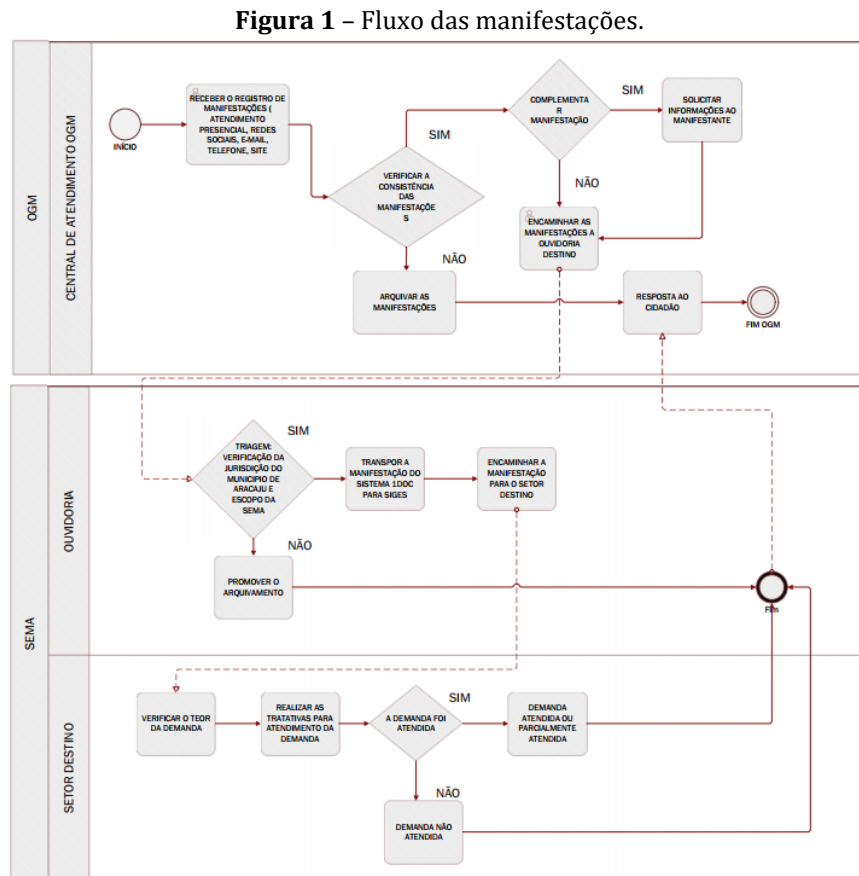 Figura 1 – Fluxo das manifestações.
OGM
CENTRAL DE ATENDIMENTO OGM
INÍCIO
RECEBER O REGISTRO DE
MANIFESTAÇÕES (
ATENDIMENTO
PRESENCIAL, REDES
SOCIAIS, E-MAIL,
TELEFONE, SITE
VERIFICAR A
CONSISTÊNCIA
DAS
MANIFESTAÇÕE
S
SIM
NÃO
COMPLEMENTA
R
MANIFESTAÇÃO
SIM
NÃO
SOLICITAR
INFORMAÇÕES AO
MANIFESTANTE
ENCAMINHAR AS
MANIFESTAÇÕES A
OUVIDORIA
DESTINO
ARQUIVAR AS
MANIFESTAÇÕES
RESPOSTA AO
CIDADÃO
FIM OGM
SEMA
OUVIDORIA
TRIAGEM:
VERIFICAÇÃO DA
JURISDIÇÃO DO
MUNICIPIO DE
ARACAJU E
ESCOPO DA
SEMA
SIM
NÃO
TRANSPOR A
MANIFESTAÇÃO DO
SISTEMA 1DOC
PARA SIGES
ENCAMINHAR A
MANIFESTAÇÃO
PARA O SETOR
DESTINO
PROMOVER O
ARQUIVAMENTO
Fim
SETOR DESTINO
VERIFICAR O TEOR
DA DEMANDA
REALIZAR AS
TRATATIVAS PARA
ATENDIMENTO DA
DEMANDA
A DEMANDA FOI
ATENDIDA
SIM
NÃO
DEMANDA
ATENDIDA OU
PARCIALMENTE
ATENDIDA
DEMANDA NÃO
ATENDIDA